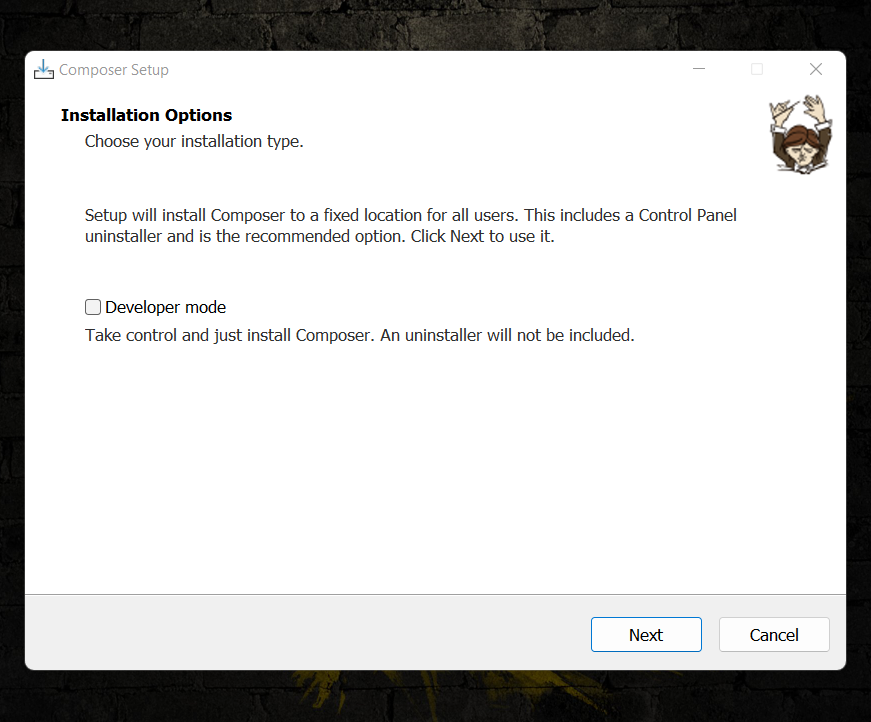 Composer Setup
Installation Options
Choose your installation type.
Setup will install Composer to a fixed location for all users. This includes a Control Panel
uninstaller and is the recommended option. Click Next to use it.
Developer mode
Take control and just install Composer. An uninstaller will not be included.
Next
Cancel